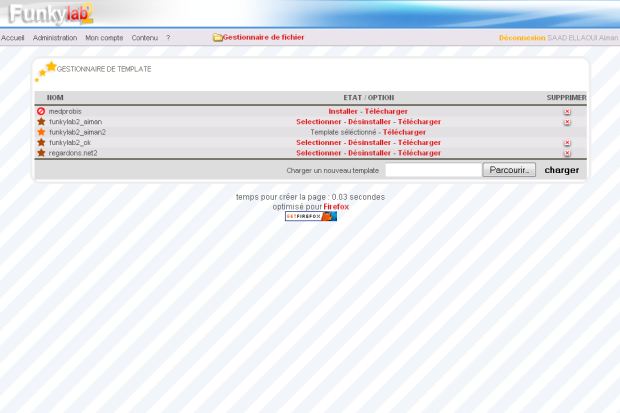 Funkylab2
Accueil Administration Mon compte Contenu ? Gestionnaire de fichier Déconnexion SAAD ELLAOUI Aiman
GESTIONNAIRE DE TEMPLATE
NOM ETAT / OPTION SUPPRIMER
medprobis Installer - Télécharger
funkylab2_aiman Selectionner - Désinstaller - Télécharger
funkylab2_aiman2 Template séléctionné - Télécharger
funkylab2_ok Selectionner - Désinstaller - Télécharger
regardons.net2 Selectionner - Désinstaller - Télécharger
Charger un nouveau template Parcourir... charger
temps pour créer la page : 0.03 secondes
optimisé pour Firefox
GETFIREFOX